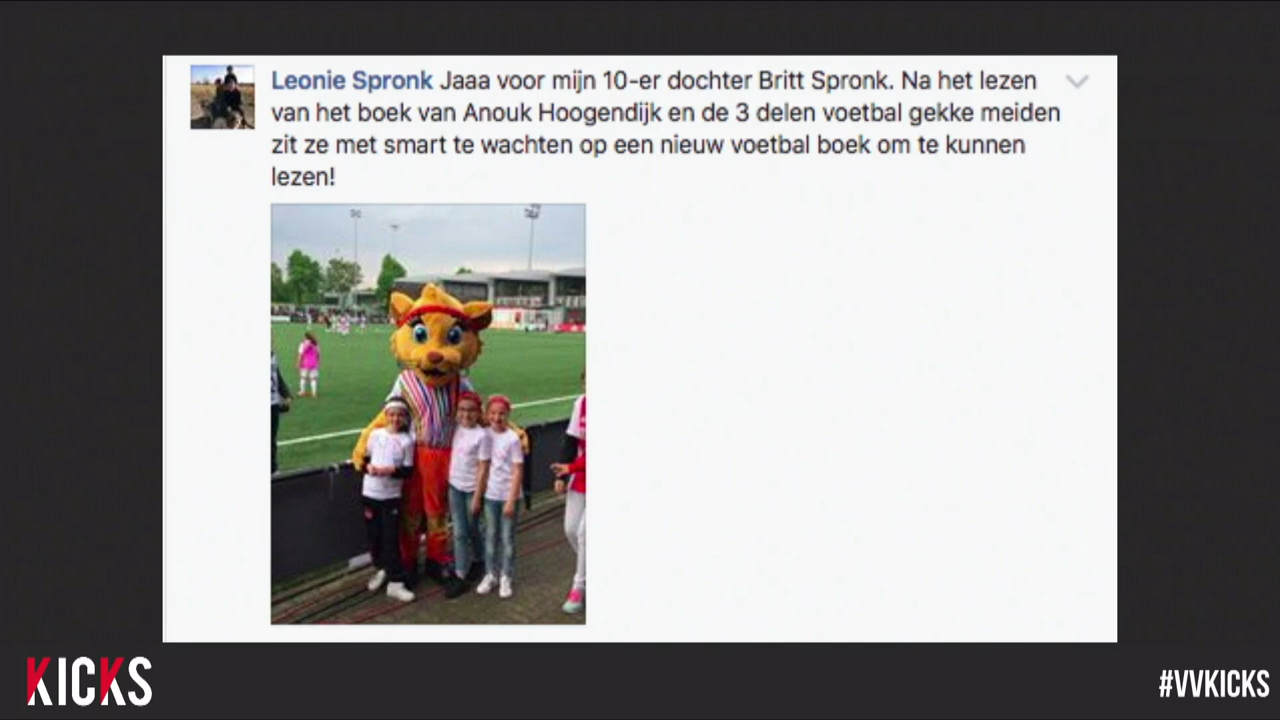 Leonie Spronk Jaaa voor mijn 10-er dochter Britt Spronk. Na het lezen
van het boek van Anouk Hoogendijk en de 3 delen voetbal gekke meiden
zit ze met smart te wachten op een nieuw voetbal boek om te kunnen
lezen!
KICKS
#VVKICKS